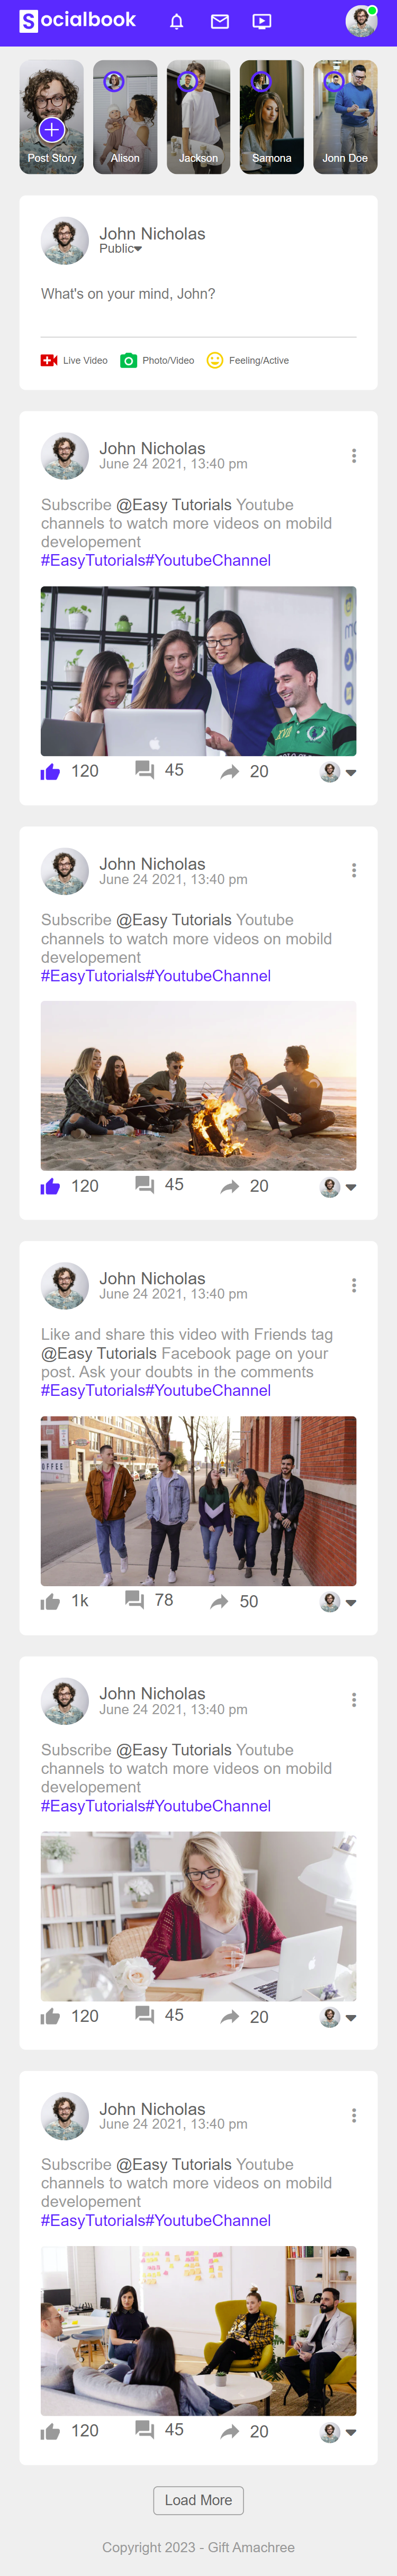 Socialbook
Post Story
Alison
Jackson
Samona
Jonn Doe
John Nicholas
Public
What's on your mind, John?
Live Video
Photo/Video
Feeling/Active
John Nicholas
June 24 2021, 13:40 pm
Subscribe @Easy Tutorials Youtube
channels to watch more videos on mobild
developement
#EasyTutorials#YoutubeChannel
120
45
20
John Nicholas
June 24 2021, 13:40 pm
Subscribe @Easy Tutorials Youtube
channels to watch more videos on mobild
developement
#EasyTutorials#YoutubeChannel
120
45
20
John Nicholas
June 24 2021, 13:40 pm
Like and share this video with Friends tag
@Easy Tutorials Facebook page on your
post. Ask your doubts in the comments
#EasyTutorials#YoutubeChannel
OFFEE
1k
78
50
John Nicholas
June 24 2021, 13:40 pm
Subscribe @Easy Tutorials Youtube
channels to watch more videos on mobild
developement
#EasyTutorials#YoutubeChannel
120
45
20
John Nicholas
June 24 2021, 13:40 pm
Subscribe @Easy Tutorials Youtube
channels to watch more videos on mobild
developement
#EasyTutorials#YoutubeChannel
120
45
20
Load More
Copyright 2023 - Gift Amachree